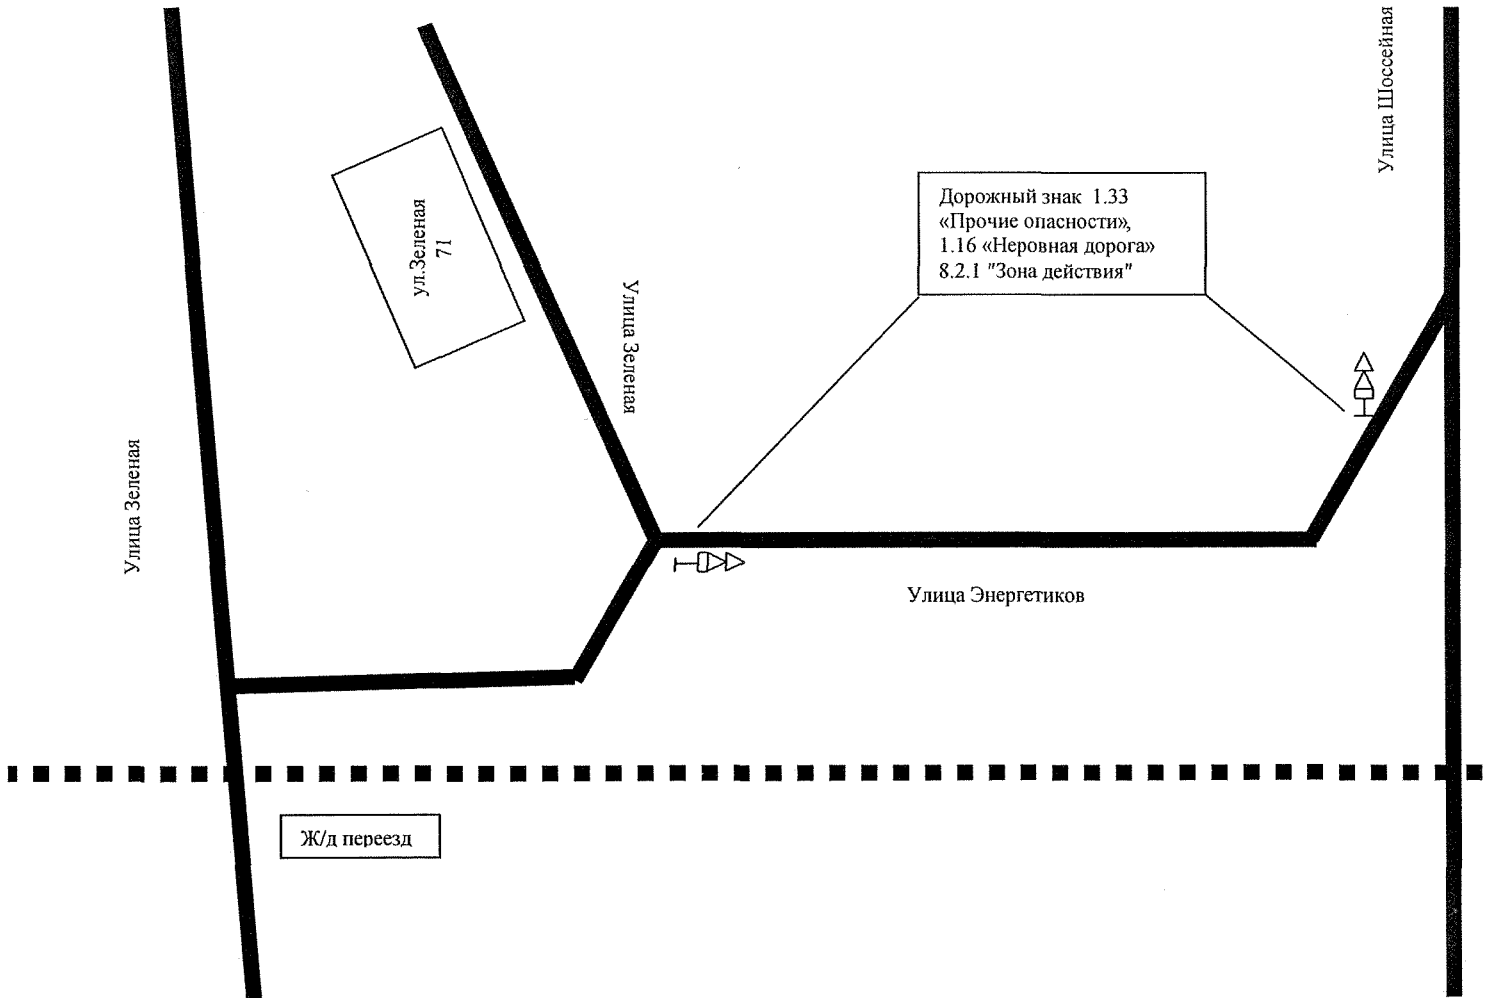 Улица Шоссейная
Дорожный знак 1.33
«Прочие опасности»,
1.16 «Неровная дорога»
8.2.1 "Зона действия"
ул.Зеленая
71
Улица Зеленая
Улица Зеленая
Улица Энергетиков
Ж/д переезд